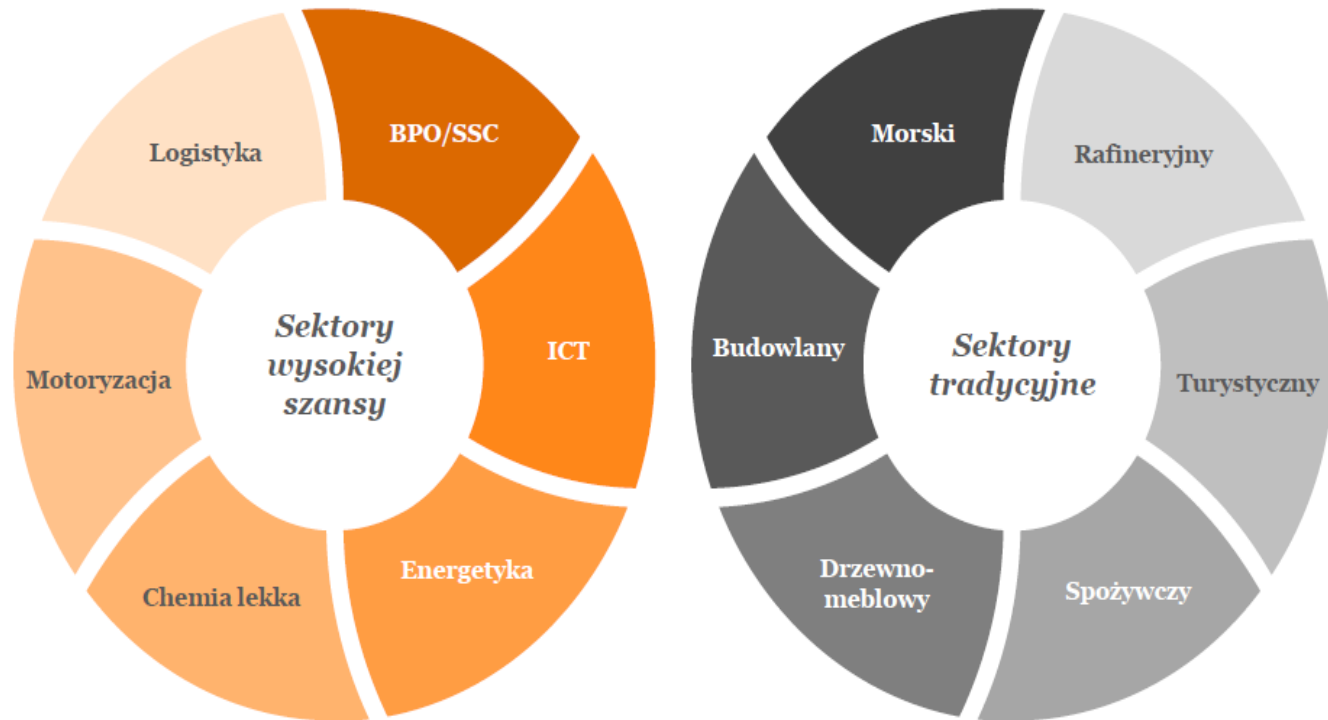 BPO/SSC
ICT
Energetyka
Chemia lekka
Motoryzacja
Logistyka
Sektory
wysokiej
szansy
Morski
Rafineryjny
Turystyczny
Spożywczy
Drzewno-
meblowy
Budowlany
Sektory
tradycyjne